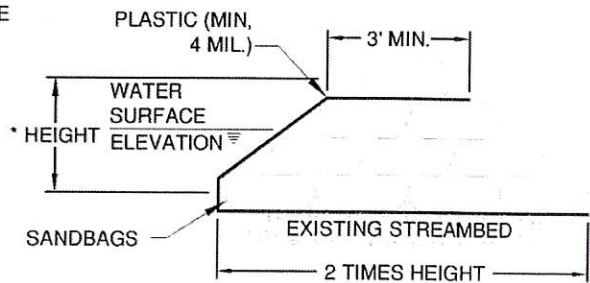 E
PLASTIC (MIN,
4 MIL.)
3' MIN.
WATER
SURFACE
* HEIGHT
ELEVATION
SANDBAGS
EXISTING STREAMBED
2 TIMES HEIGHT